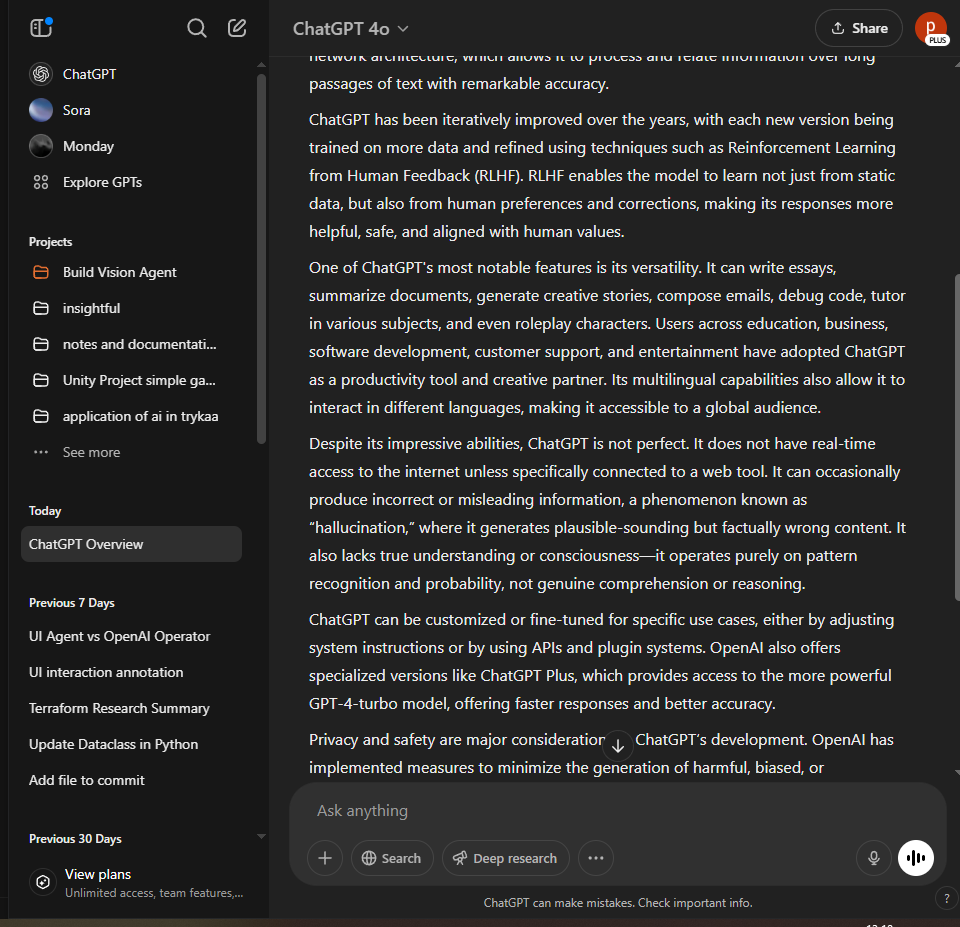 ChatGPT
Sora
Monday
Explore GPTs
Projects
Build Vision Agent
insightful
notes and documentati...
Unity Project simple ga...
application of ai in trykaa
See more
Today
ChatGPT Overview
Previous 7 Days
UI Agent vs OpenAI Operator
UI interaction annotation
Terraform Research Summary
Update Dataclass in Python
Add file to commit
Previous 30 Days
View plans
Unlimited access, team features,...
ChatGPT 4o
Share
p
PLUS
network architecture, which allows it to process and relate information over long
passages of text with remarkable accuracy.
ChatGPT has been iteratively improved over the years, with each new version being
trained on more data and refined using techniques such as Reinforcement Learning
from Human Feedback (RLHF). RLHF enables the model to learn not just from static
data, but also from human preferences and corrections, making its responses more
helpful, safe, and aligned with human values.
One of ChatGPT's most notable features is its versatility. It can write essays,
summarize documents, generate creative stories, compose emails, debug code, tutor
in various subjects, and even roleplay characters. Users across education, business,
software development, customer support, and entertainment have adopted ChatGPT
as a productivity tool and creative partner. Its multilingual capabilities also allow it to
interact in different languages, making it accessible to a global audience.
Despite its impressive abilities, ChatGPT is not perfect. It does not have real-time
access to the internet unless specifically connected to a web tool. It can occasionally
produce incorrect or misleading information, a phenomenon known as
“hallucination,” where it generates plausible-sounding but factually wrong content. It
also lacks true understanding or consciousness—it operates purely on pattern
recognition and probability, not genuine comprehension or reasoning.
ChatGPT can be customized or fine-tuned for specific use cases, either by adjusting
system instructions or by using APIs and plugin systems. OpenAI also offers
specialized versions like ChatGPT Plus, which provides access to the more powerful
GPT-4-turbo model, offering faster responses and better accuracy.
Privacy and safety are major consideration ChatGPT's development. OpenAI has
implemented measures to minimize the generation of harmful, biased, or
Ask anything
Search
Deep research
ChatGPT can make mistakes. Check important info.
?